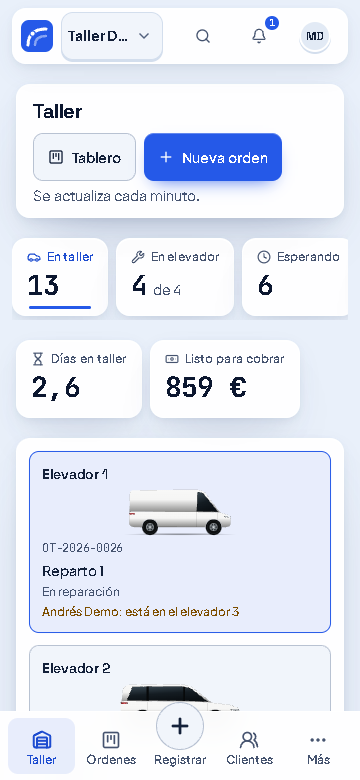 Taller D...
1
MD
Taller
Tablero
Nueva orden
Se actualiza cada minuto.
En taller
13
En elevador
4 de 4
Esperando
6
Días en taller
2,6
Listo para cobrar
859 €
Elevador 1
OT-2026-0026
Reparto 1
En reparación
Andrés Demo: está en el elevador 3
Elevador 2
Taller
Ordenes
Registrar
Clientes
Más